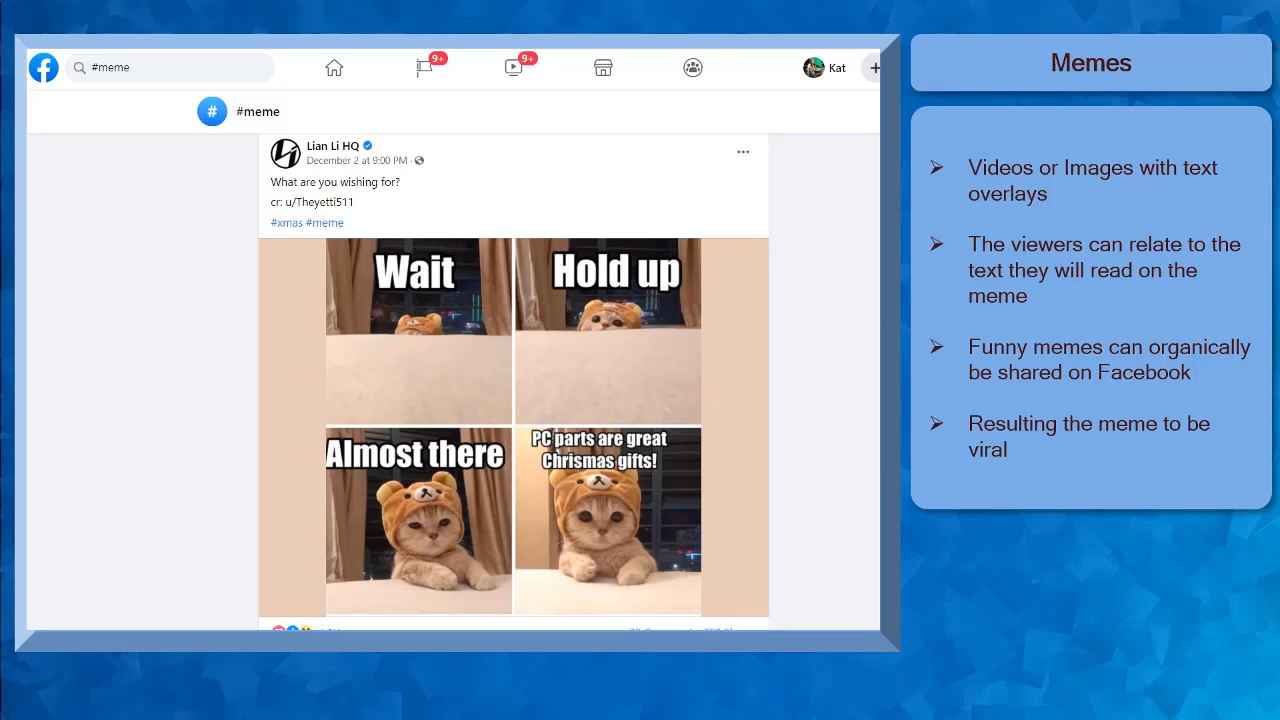 #meme
9+
9+
Kat
#
#meme
Lian Li HQ
December 2 at 9:00 PM ·
What are you wishing for?
cr: u/Theyetti511
#xmas #meme
Wait
Hold up
Almost there
PC parts are great
Chrismas gifts!
Memes
Videos or Images with text
overlays
The viewers can relate to the
text they will read on the
meme
Funny memes can organically
be shared on Facebook
Resulting the meme to be
viral